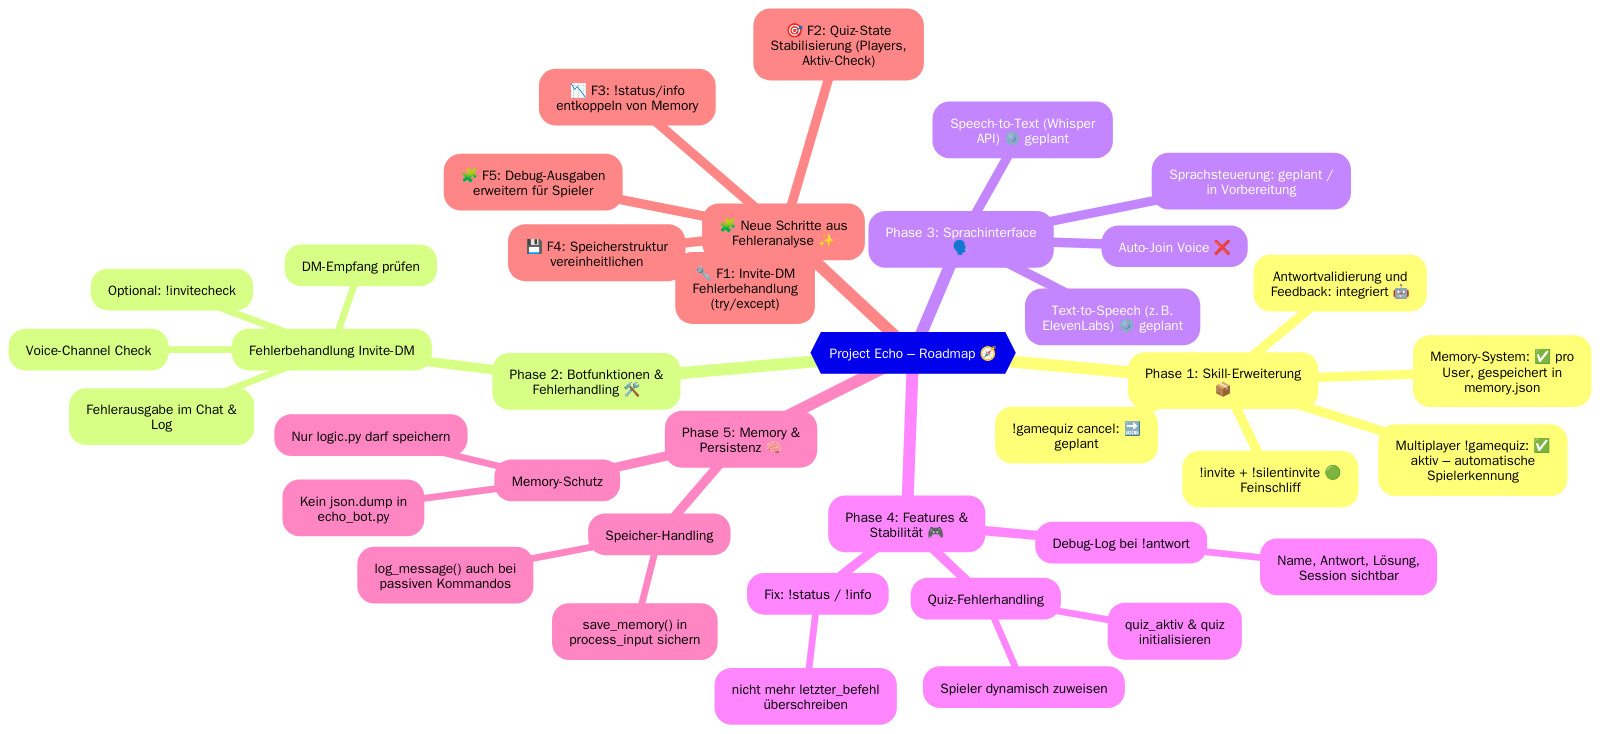 Project Echo – Roadmap 🧭
Phase 1: Skill-Erweiterung
📦
Antwortvalidierung und
Feedback: integriert 🤖
Memory-System: ✅ pro
User, gespeichert in
memory.json
Multiplayer !gamequiz: ✅
aktiv – automatische
Spielerkennung
!invite + !silentinvite 🟢
Feinschliff
!gamequiz cancel: ➡️
geplant
Phase 2: Botfunktionen &
Fehlerhandling 🛠️
Fehlerbehandlung Invite-DM
DM-Empfang prüfen
Optional: !invitecheck
Voice-Channel Check
Fehlerausgabe im Chat &
Log
Phase 3: Sprachinterface
🗣️
Speech-to-Text (Whisper
API) ⚙️ geplant
Sprachsteuerung: geplant /
in Vorbereitung
Auto-Join Voice ❌
Text-to-Speech (z. B.
ElevenLabs) ⚙️ geplant
Phase 4: Features &
Stabilität 🎮
Debug-Log bei !antwort
Name, Antwort, Lösung,
Session sichtbar
Quiz-Fehlerhandling
quiz_aktiv & quiz
initialisieren
Spieler dynamisch zuweisen
Fix: !status / !info
nicht mehr letzter_befehl
überschreiben
Phase 5: Memory &
Persistenz 🧠
Memory-Schutz
Nur logic.py darf speichern
Kein json.dump in
echo_bot.py
Speicher-Handling
log_message() auch bei
passiven Kommandos
save_memory() in
process_input sichern
🧩 Neue Schritte aus
Fehleranalyse ✨
🔧 F1: Invite-DM
Fehlerbehandlung
(try/except)
🎯 F2: Quiz-State
Stabilisierung (Players,
Aktiv-Check)
📉 F3: !status/info
entkoppeln von Memory
💾 F4: Speicherstruktur
vereinheitlichen
🧩 F5: Debug-Ausgaben
erweitern für Spieler